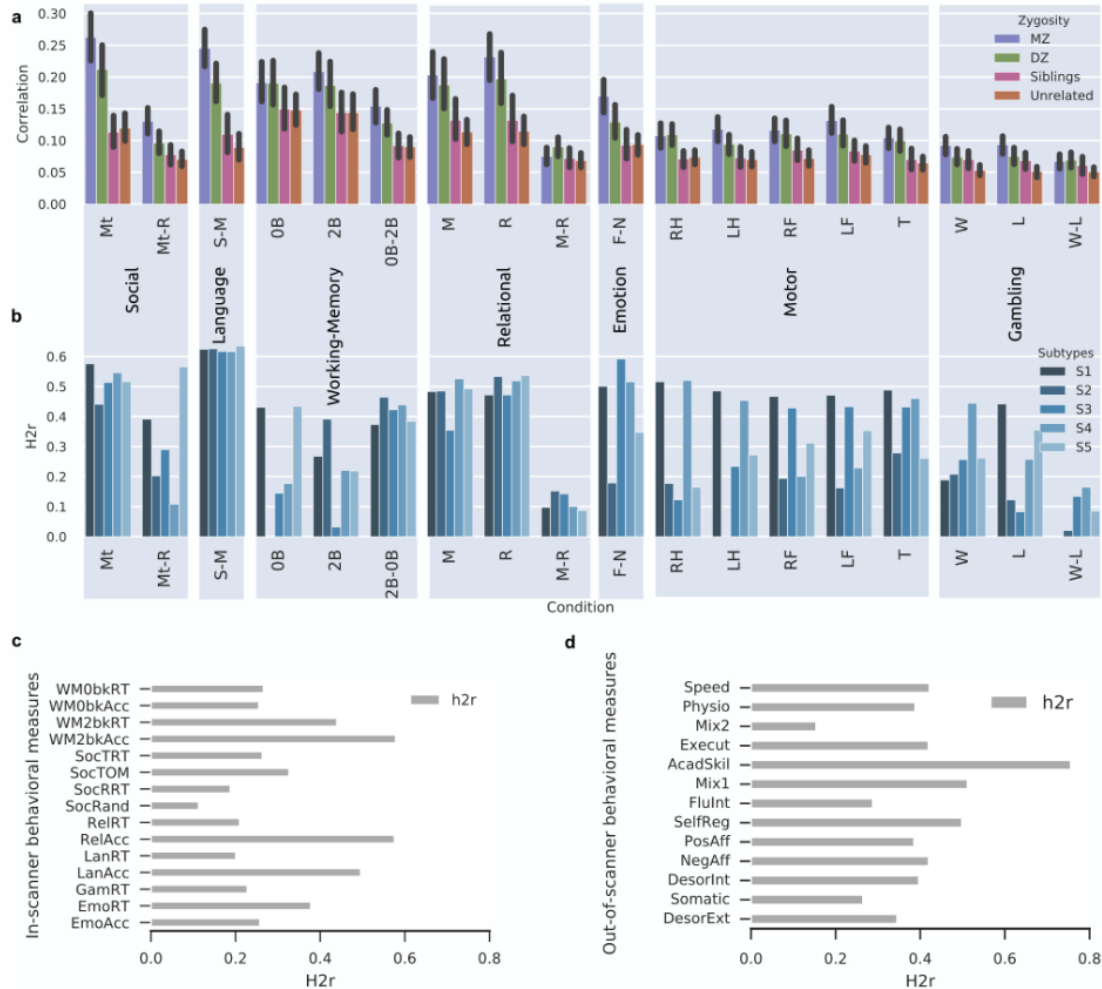 a
0.30
0.25
0.20
0.15
0.10
0.05
0.00
Correlation
Zygosity
MZ
DZ
Siblings
Unrelated
Mt
Mt-R
S-M
0B
2B
0B-2B
M
R
M-R
F-N
RH
LH
RF
LF
T
W
L
W-L
Social
Language
Working-Memory
Relational
Emotion
Motor
Gambling
b
0.6
0.5
0.4
0.3
0.2
0.1
0.0
H2r
Subtypes
S1
S2
S3
S4
S5
Mt
Mt-R
S-M
0B
2B
2B-0B
M
R
M-R
F-N
RH
LH
RF
LF
T
W
L
W-L
Condition
c
In-scanner behavioral measures
WM0bkRT
WM0bkAcc
WM2bkRT
WM2bkAcc
SocTRT
SocTOM
SocRRT
SocRand
RelRT
RelAcc
LanRT
LanAcc
GamRT
EmoRT
EmoAcc
h2r
0.0 0.2 0.4 0.6 0.8
H2r
d
Out-of-scanner behavioral measures
Speed
Physio
Mix2
Execut
AcadSkil
Mix1
FluInt
SelfReg
PosAff
NegAff
DesorInt
Somatic
DesorExt
h2r
0.0 0.2 0.4 0.6 0.8
H2r